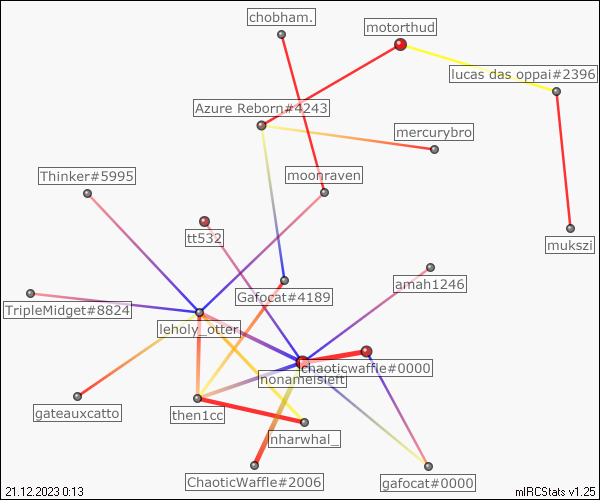 chobham.
motorthud
lucas das oppai#2396
Azure Reborn#4243
mercurybro
Thinker#5995
moonraven
tt532
mukszi
amah1246
Gafocat#4189
TripleMidget#8824
leholy_otter
chaoticwaffle#0000
nonameisleft
gateauxcatto
then1cc
nharwhal_
ChaoticWaffle#2006
gafocat#0000
21.12.2023 0:13
mIRCStats v1.25